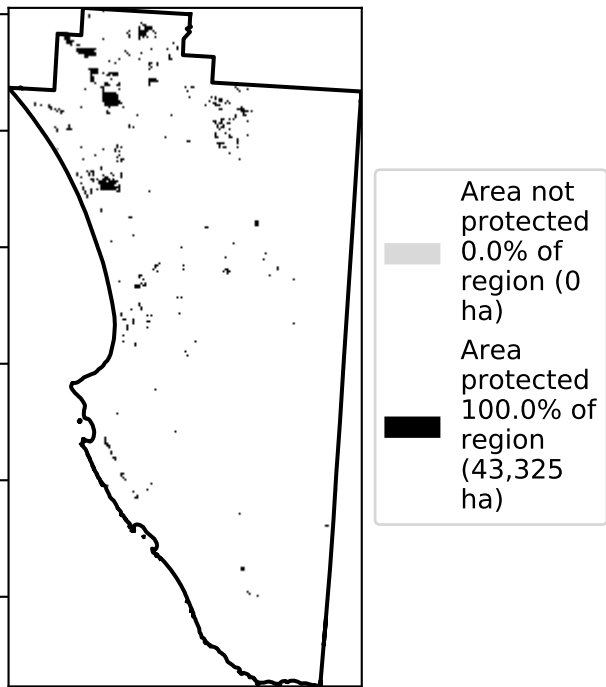 Area not
protected
0.0% of
region (0
ha)
Area
protected
100.0% of
region
(43,325
ha)